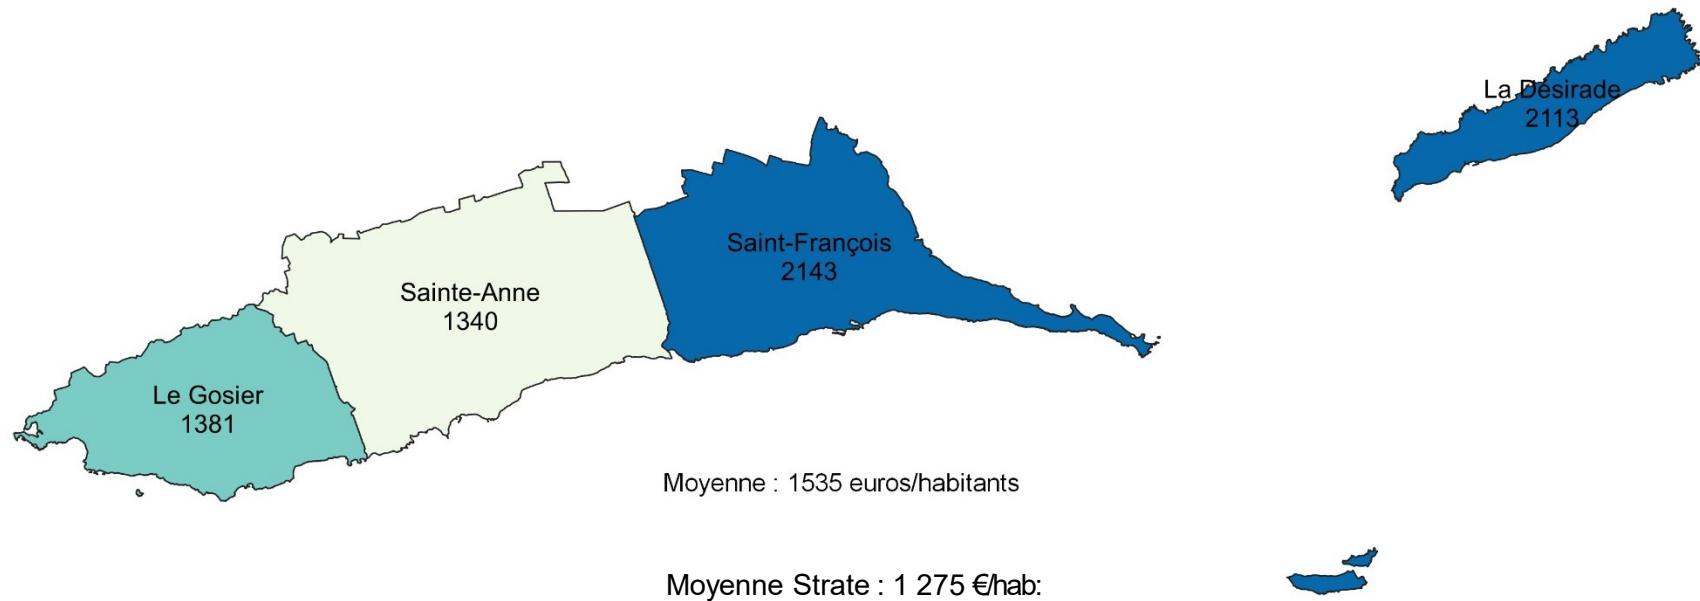 La Désirade
2113
Saint-François
2143
Sainte-Anne
1340
Le Gosier
1381
Moyenne : 1535 euros/habitants
Moyenne Strate : 1 275 €/hab: